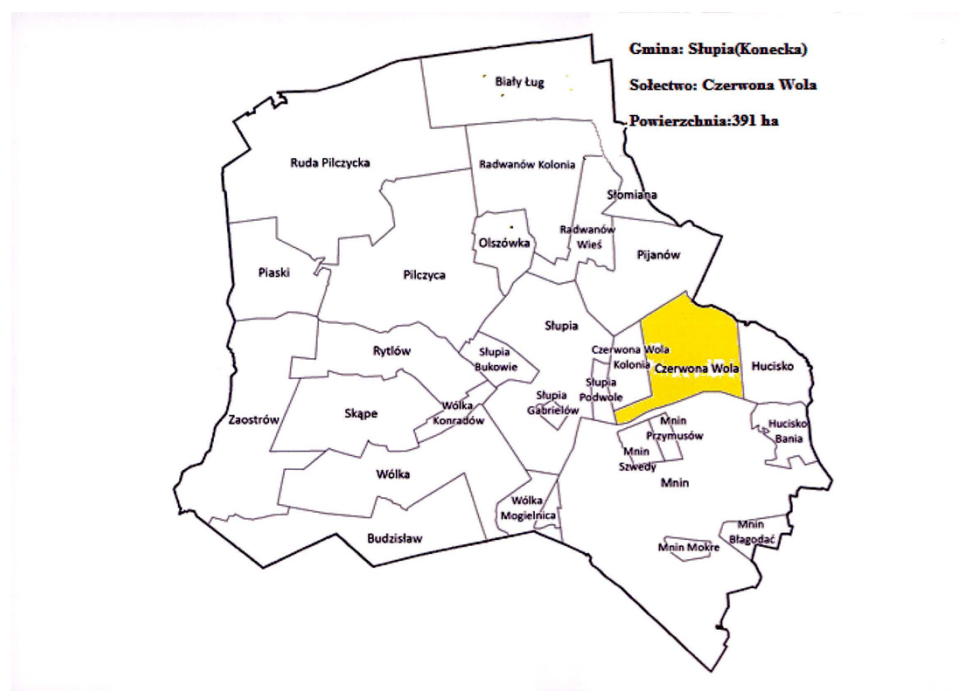 Gmina: Słupia(Konecka)
Sołectwo: Czerwona Wola
Powierzchnia:391 ha
Biały Ług
Ruda Pilczycka
Radwanów Kolonia
Słomiana
Radwanów
Wieś
Olszówka
Pijanów
Piaski
Pilczyca
Słupia
Rytlów
Słupia
Bukowie
Czerwona Wola
Kolonia
Czerwona Wola
Hucisko
Słupia
Podwole
Słupia
Gabrielów
Wólka
Konradów
Skąpe
Zaostrów
Mnin
Przymusów
Hucisko
Bania
Mnin
Szwedy
Wólka
Mnin
Wólka
Mogielnica
Budzisław
Mnin
Błagodać
Mnin Mokre